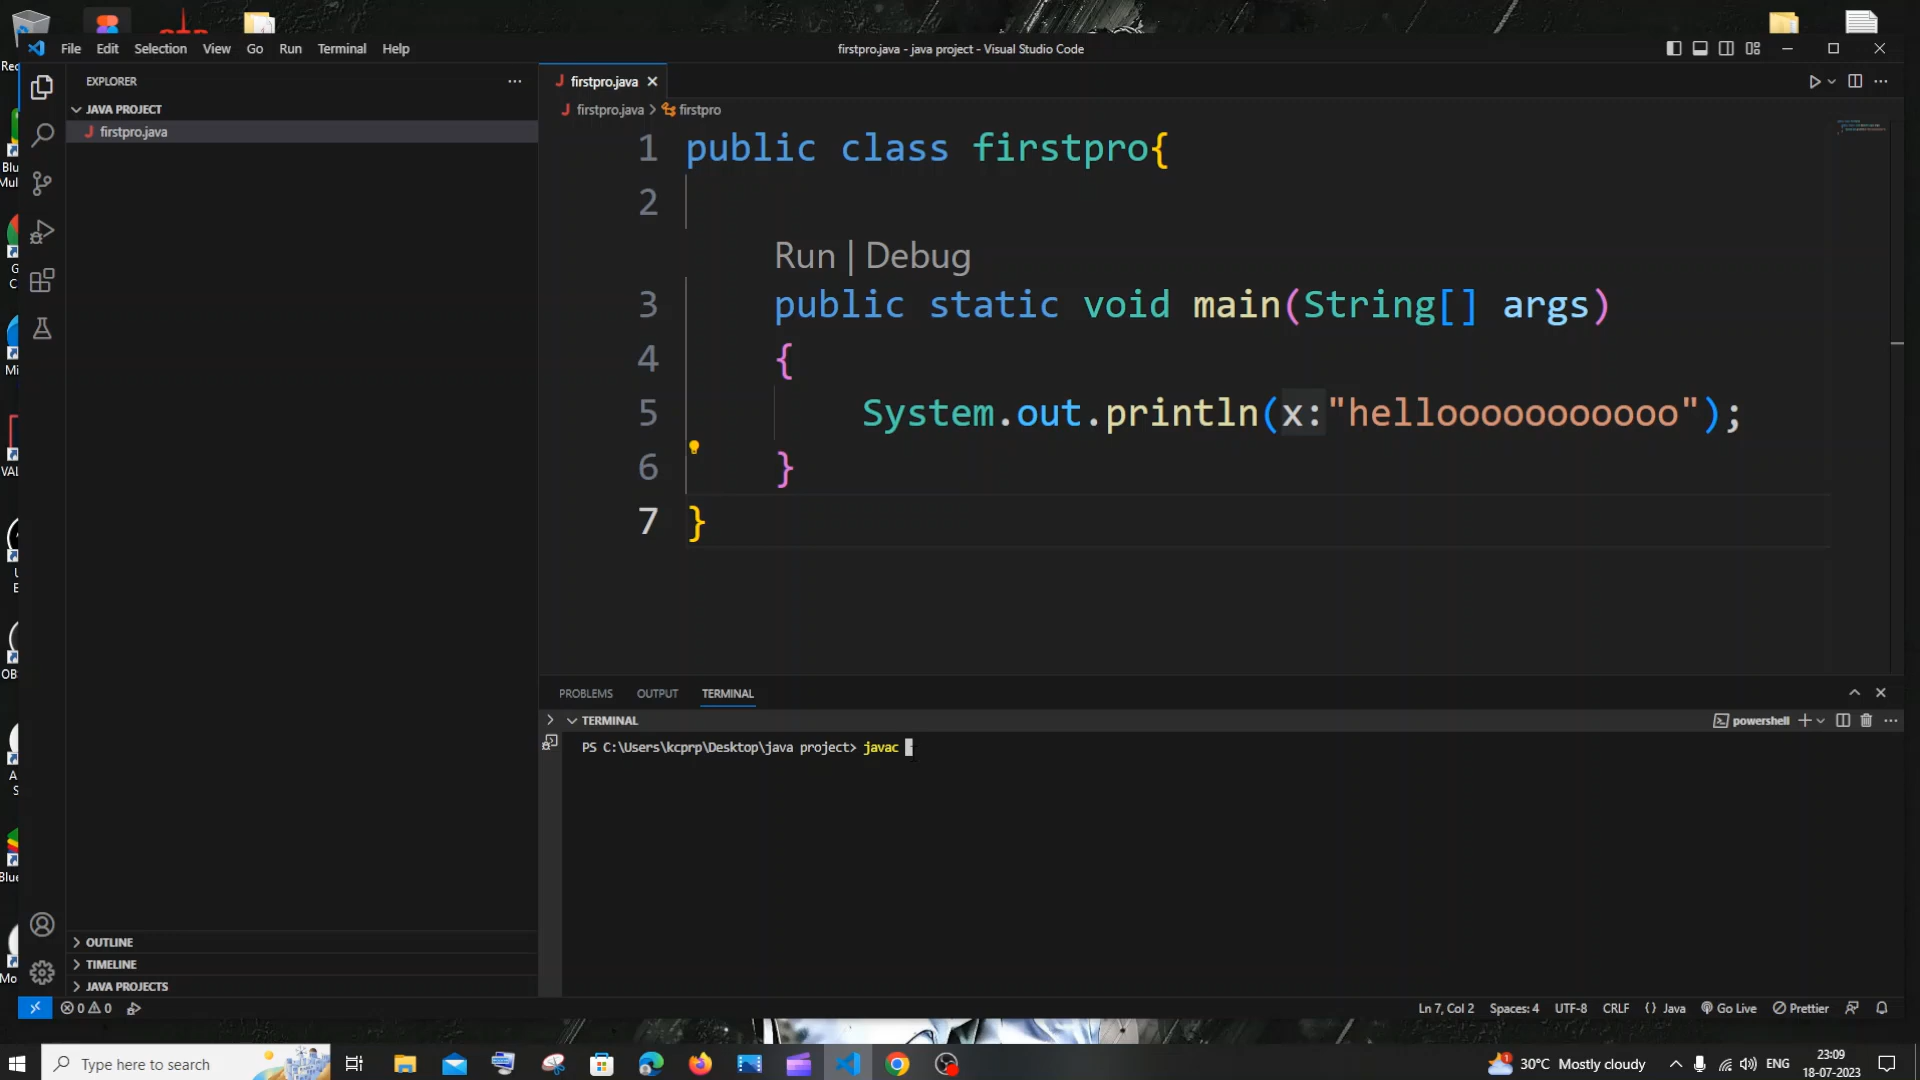 File Edit Selection View Go Run Terminal Help
firstpro.java - java project - Visual Studio Code
EXPLORER
JAVA PROJECT
firstpro.java
firstpro.java
firstpro.java > firstpro
1 public class firstpro{
2
Run | Debug
3 public static void main(String[] args)
4 {
5 System.out.println(x:"hellooooooooooo");
6 }
7 }
PROBLEMS OUTPUT TERMINAL
TERMINAL
powershell
PS C:\Users\kcprp\Desktop\java project> javac
OUTLINE
TIMELINE
JAVA PROJECTS
0 0
Ln 7, Col 2 Spaces: 4 UTF-8 CRLF {} Java Go Live Prettier
Type here to search
1 30°C Mostly cloudy
ENG
23:09
18-07-2023